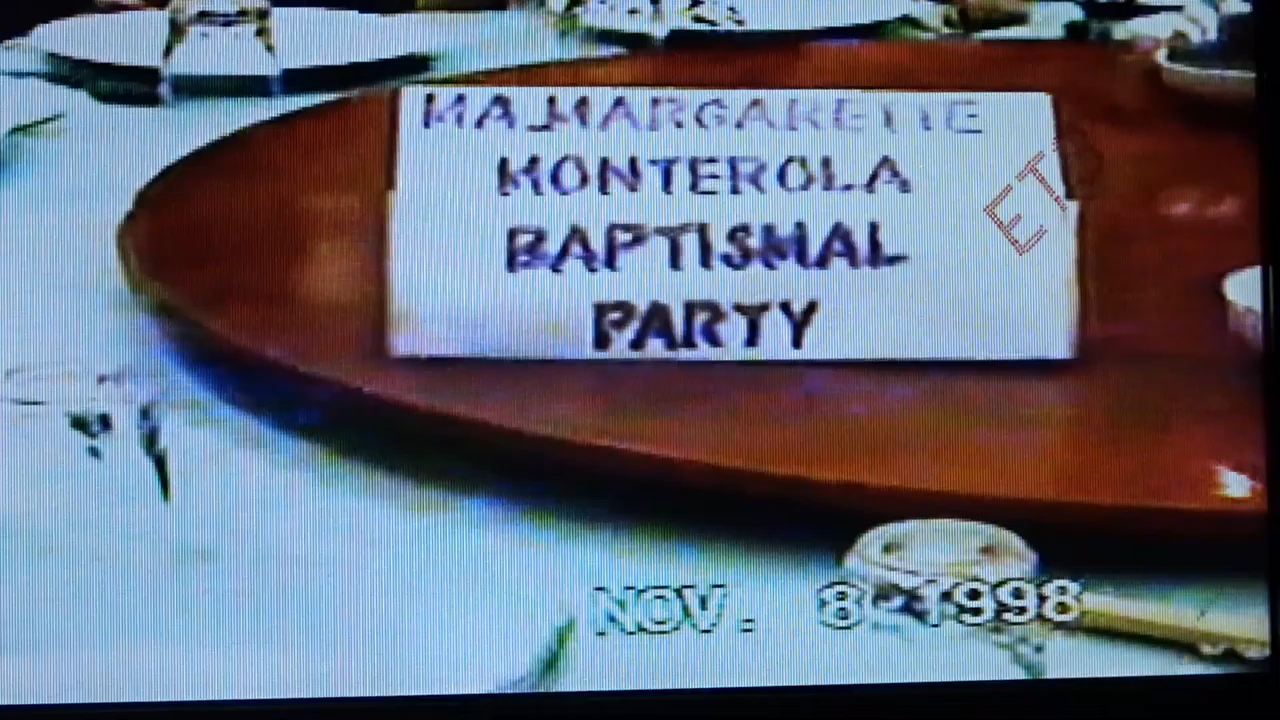 MA. MARGARETTE
MONTEROLA
BAPTISMAL
PARTY
NOV. 8 1998